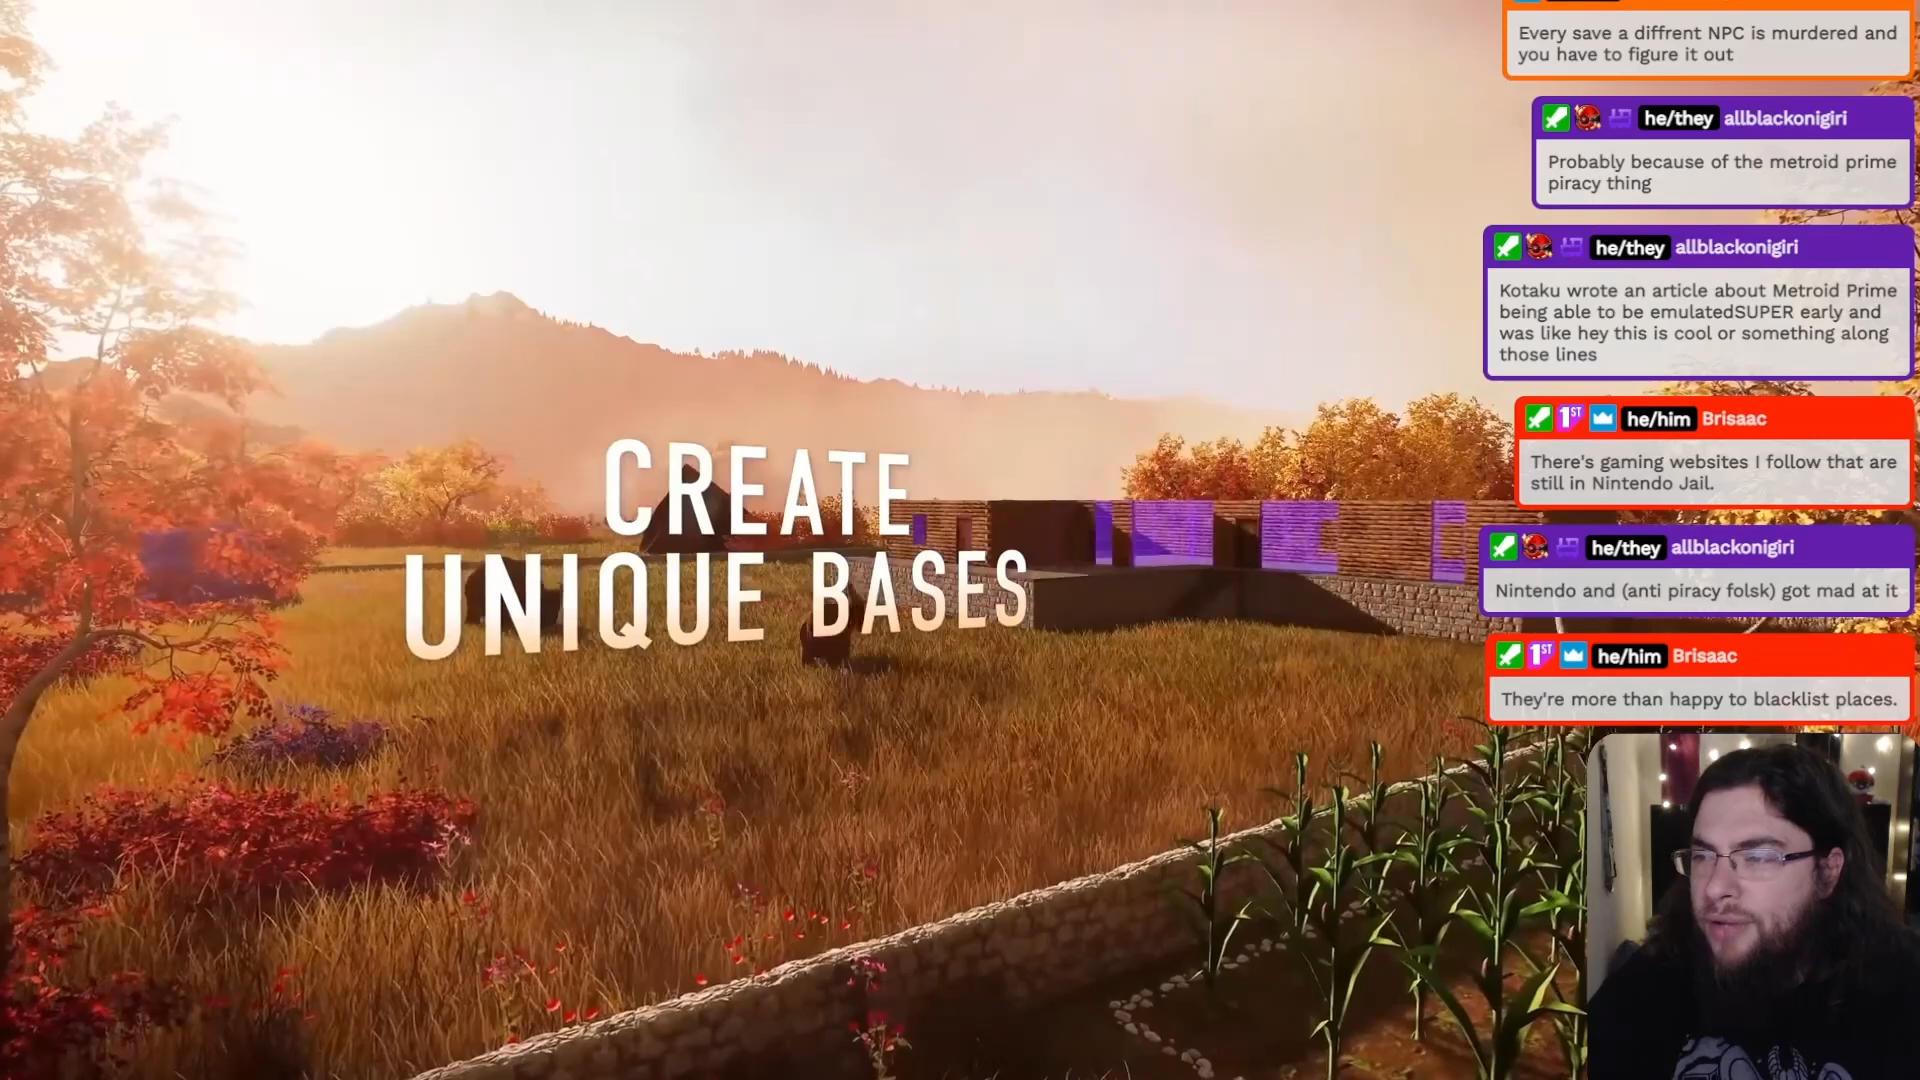 Every save a diffrent NPC is murdered and
you have to figure it out
he/they allblackonigiri
Probably because of the metroid prime
piracy thing
he/they allblackonigiri
Kotaku wrote an article about Metroid Prime
being able to be emulatedSUPER early and
was like hey this is cool or something along
those lines
1ST he/him Brisaac
There's gaming websites I follow that are
still in Nintendo Jail.
he/they allblackonigiri
Nintendo and (anti piracy folsk) got mad at it
1ST he/him Brisaac
They're more than happy to blacklist places.
CREATE
UNIQUE BASES